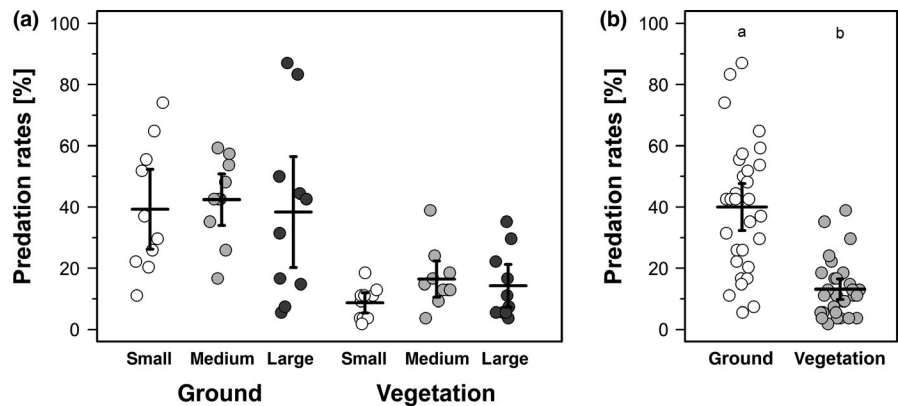 (a)
Predation rates [%]
100
80
60
40
20
0
Small Medium Large Small Medium Large
Ground Vegetation
(b)
Predation rates [%]
100
80
60
40
20
0
a b
Ground Vegetation